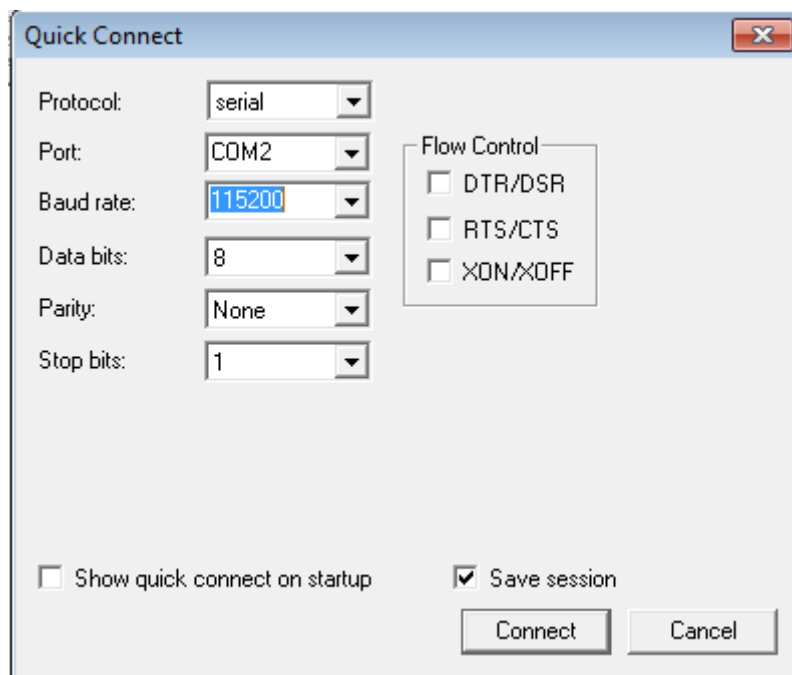 Quick Connect
Protocol: serial
Port: COM2
Baud rate: 115200
Data bits: 8
Parity: None
Stop bits: 1
Flow Control
DTR/DSR
RTS/CTS
XON/XOFF
Show quick connect on startup
Save session
Connect
Cancel